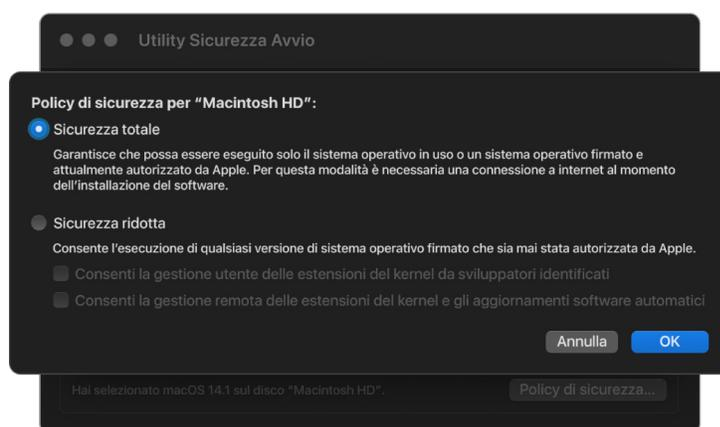 Utility Sicurezza Avvio
Policy di sicurezza per “Macintosh HD”:
Sicurezza totale
Garantisce che possa essere eseguito solo il sistema operativo in uso o un sistema operativo firmato e
attualmente autorizzato da Apple. Per questa modalità è necessaria una connessione a internet al momento
dell’installazione del software.
Sicurezza ridotta
Consente l’esecuzione di qualsiasi versione di sistema operativo firmato che sia mai stata autorizzata da Apple.
Consenti la gestione utente delle estensioni del kernel da sviluppatori identificati
Consenti la gestione remota delle estensioni del kernel e gli aggiornamenti software automatici
Annulla OK
Hai selezionato macOS 14.1 sul disco “Macintosh HD”. Policy di sicurezza...